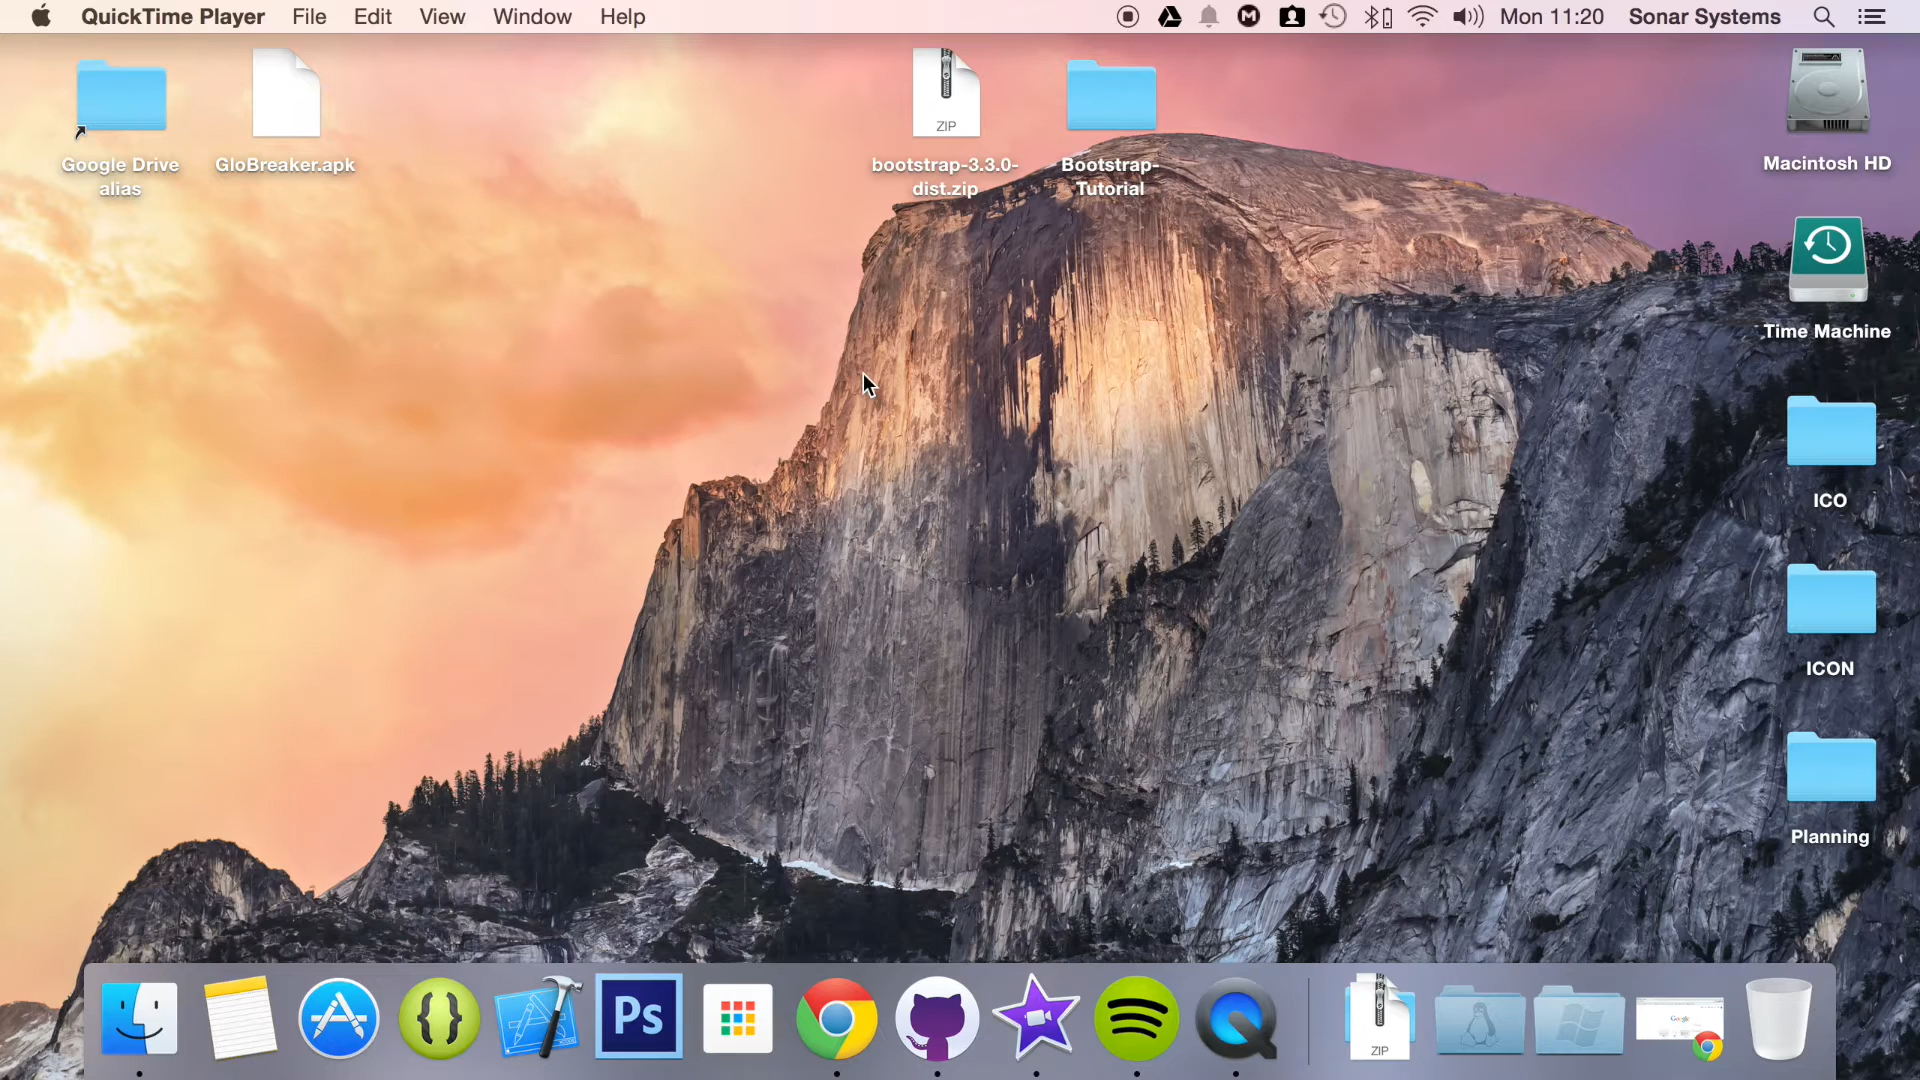 QuickTime Player File Edit View Window Help Mon 11:20 Sonar Systems
Google Drive
alias
GloBreaker.apk
ZIP
bootstrap-3.3.0-
dist.zip
Bootstrap-
Tutorial
Macintosh HD
Time Machine
ICO
ICON
Planning
Ps
ZIP
Google